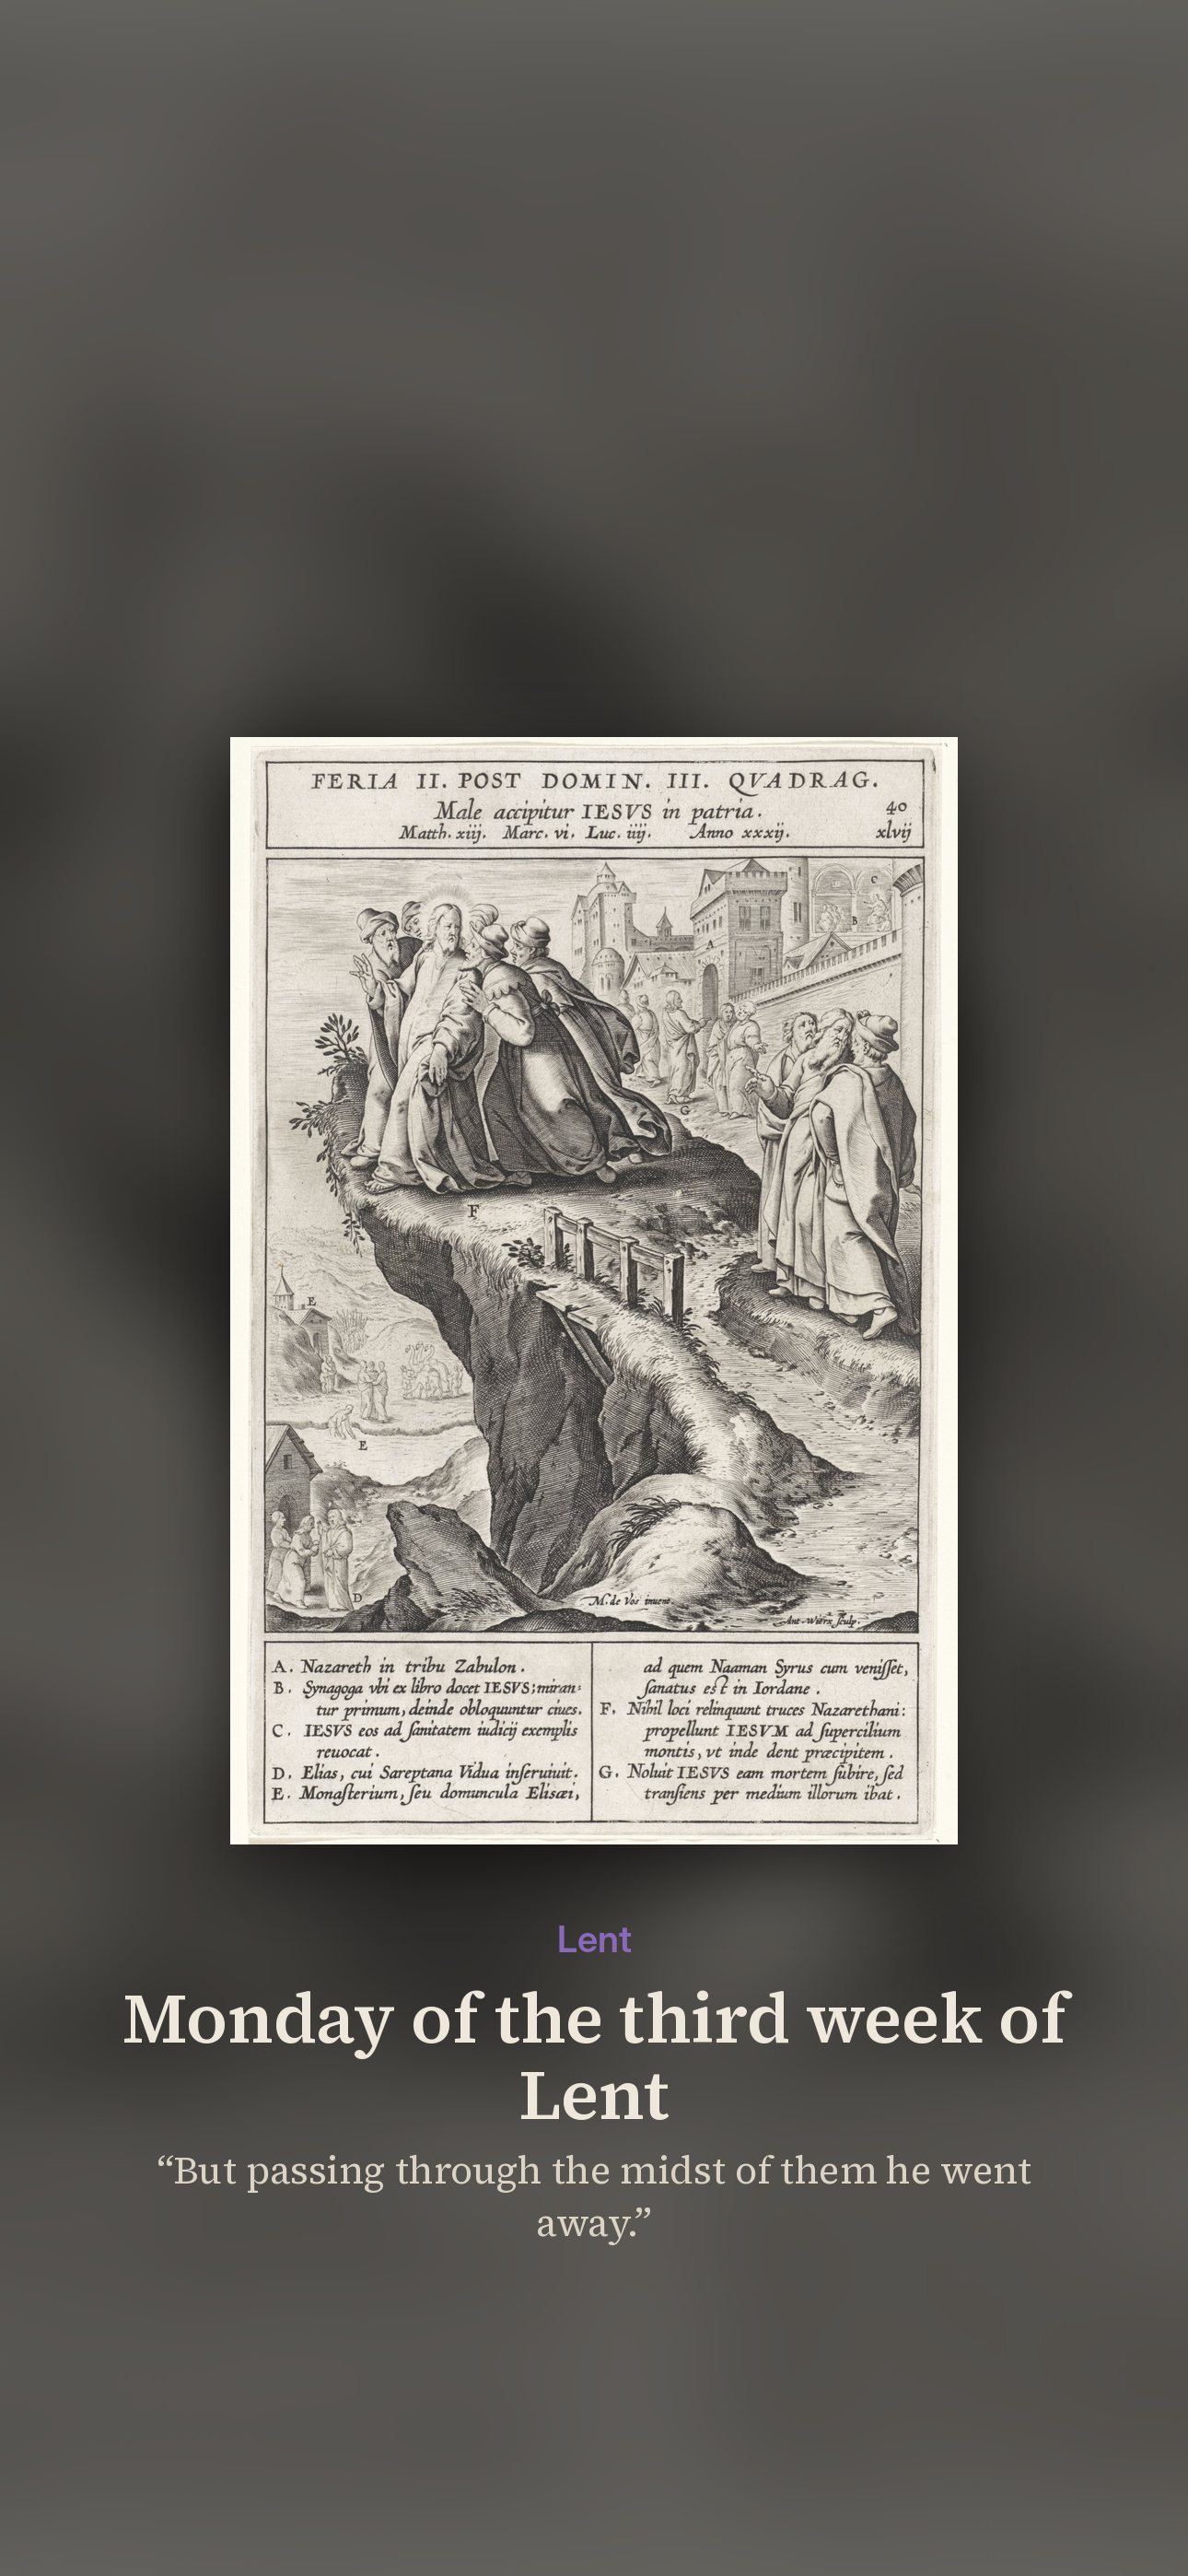 FERIA II. POST DOMIN. III. QVADRAG.
Male accipitur IESVS in patria.
40
Matth. xiij. Marc. vi. Luc. iiij. Anno xxxij.
xlvij
C
B
A
G
F
E
E
D
M. de Vos inuent.
Ant. Wierx sculp.
A. Nazareth in tribu Zabulon.
B. Synagoga vbi ex libro docet IESVS; miran-
tur primum, deinde obloquuntur ciues.
C. IESVS eos ad ſanitatem iudicij exemplis
reuocat.
D. Elias, cui Sareptana Vidua inſeruiuit.
E. Monaſterium, ſeu domuncula Eliſæi,
ad quem Naaman Syrus cum veniſſet,
ſanatus est in Iordane.
F. Nihil loci relinquunt truces Nazarethani:
propellunt IESVM ad ſupercilium
montis, vt inde dent præcipitem.
G. Noluit IESVS eam mortem ſubire, ſed
tranſiens per medium illorum ibat.
Lent
Monday of the third week of
Lent
“But passing through the midst of them he went
away.”